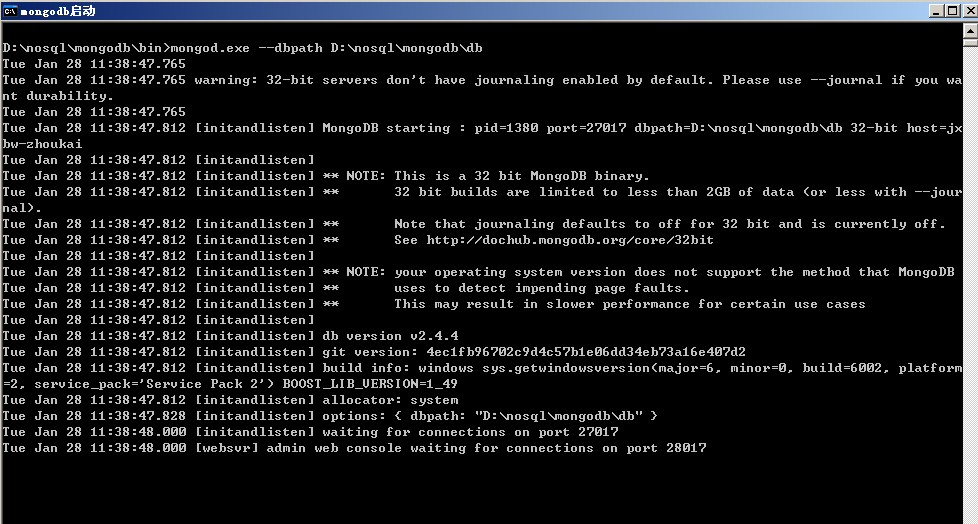 mongodb启动
D:\nosql\mongodb\bin>mongod.exe --dbpath D:\nosql\mongodb\db
Tue Jan 28 11:38:47.765
Tue Jan 28 11:38:47.765 warning: 32-bit servers don't have journaling enabled by default. Please use --journal if you wa
nt durability.
Tue Jan 28 11:38:47.765
Tue Jan 28 11:38:47.812 [initandlisten] MongoDB starting : pid=1380 port=27017 dbpath=D:\nosql\mongodb\db 32-bit host=jx
bw-zhoukai
Tue Jan 28 11:38:47.812 [initandlisten]
Tue Jan 28 11:38:47.812 [initandlisten] ** NOTE: This is a 32 bit MongoDB binary.
Tue Jan 28 11:38:47.812 [initandlisten] **       32 bit builds are limited to less than 2GB of data (or less with --jour
nal).
Tue Jan 28 11:38:47.812 [initandlisten] **       Note that journaling defaults to off for 32 bit and is currently off.
Tue Jan 28 11:38:47.812 [initandlisten] **       See http://dochub.mongodb.org/core/32bit
Tue Jan 28 11:38:47.812 [initandlisten]
Tue Jan 28 11:38:47.812 [initandlisten] ** NOTE: your operating system version does not support the method that MongoDB
Tue Jan 28 11:38:47.812 [initandlisten] **       uses to detect impending page faults.
Tue Jan 28 11:38:47.812 [initandlisten] **       This may result in slower performance for certain use cases
Tue Jan 28 11:38:47.812 [initandlisten]
Tue Jan 28 11:38:47.812 [initandlisten] db version v2.4.4
Tue Jan 28 11:38:47.812 [initandlisten] git version: 4ec1fb96702c9d4c57b1e06dd34eb73a16e407d2
Tue Jan 28 11:38:47.812 [initandlisten] build info: windows sys.getwindowsversion(major=6, minor=0, build=6002, platform
=2, service_pack='Service Pack 2') BOOST_LIB_VERSION=1_49
Tue Jan 28 11:38:47.812 [initandlisten] allocator: system
Tue Jan 28 11:38:47.828 [initandlisten] options: { dbpath: "D:\nosql\mongodb\db" }
Tue Jan 28 11:38:48.000 [initandlisten] waiting for connections on port 27017
Tue Jan 28 11:38:48.000 [websvr] admin web console waiting for connections on port 28017